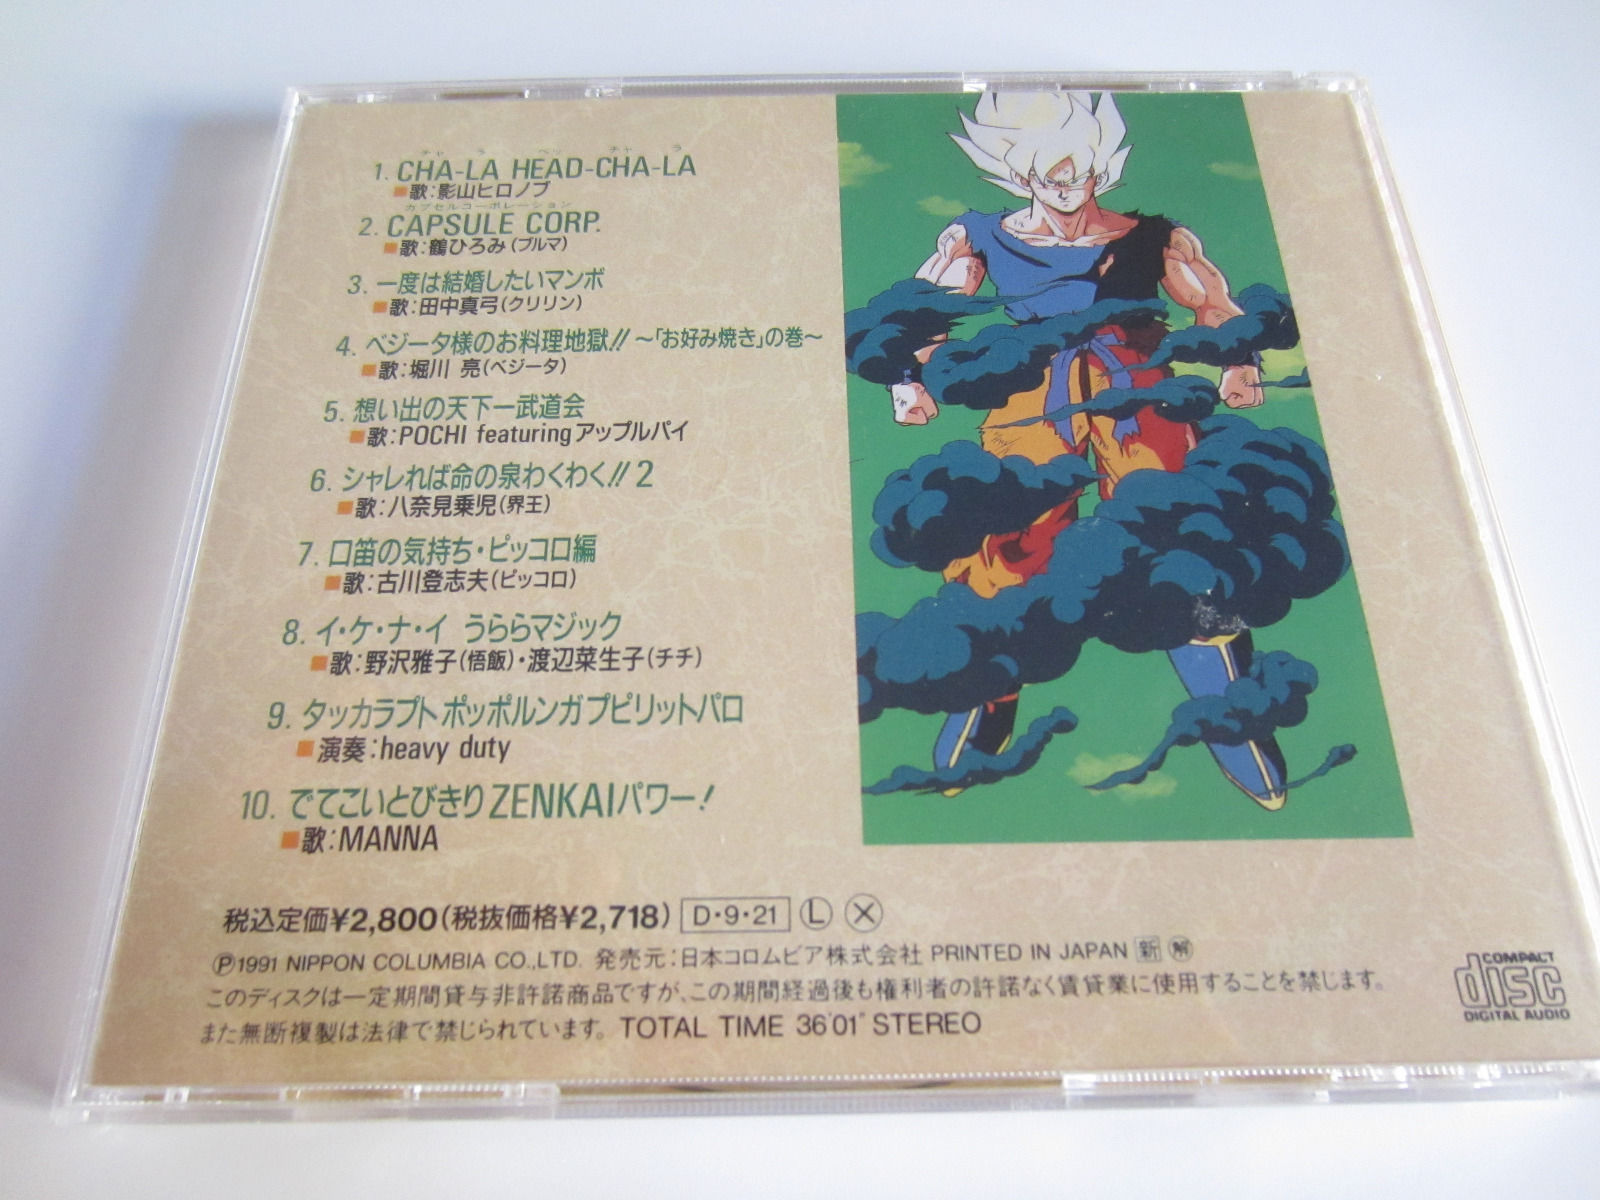 チャ ラ ヘッ チャ ラ
1. CHA-LA HEAD-CHA-LA
■歌:影山ヒロノブ
カプセルコーポレーション
2. CAPSULE CORP.
■歌:鶴ひろみ(ブルマ)
3. 一度は結婚したいマンボ
■歌:田中真弓(クリリン)
4. ベジータ様のお料理地獄!! ～「お好み焼き」の巻～
■歌:堀川 亮(ベジータ)
5. 想い出の天下一武道会
■歌:POCHI featuringアップルパイ
6. シャレれば命の泉わくわく!! 2
■歌:八奈見乗児(界王)
7. 口笛の気持ち・ピッコロ編
■歌:古川登志夫(ピッコロ)
8. イ・ケ・ナ・イ うららマジック
■歌:野沢雅子(悟飯)・渡辺菜生子(チチ)
9. タッカラプト ポッポルンガ プピリットパロ
■演奏:heavy duty
10. でてこいとびきりZENKAIパワー!
■歌:MANNA
税込定価¥2,800(税抜価格¥2,718) D・9・21 Ⓛ Ⓧ
Ⓟ1991 NIPPON COLUMBIA CO.,LTD. 発売元:日本コロムビア株式会社 PRINTED IN JAPAN 新 解
このディスクは一定期間貸与非許諾商品ですが、この期間経過後も権利者の許諾なく賃貸業に使用することを禁じます。
また無断複製は法律で禁じられています。 TOTAL TIME 36'01" STEREO
COMPACT
disc
DIGITAL AUDIO